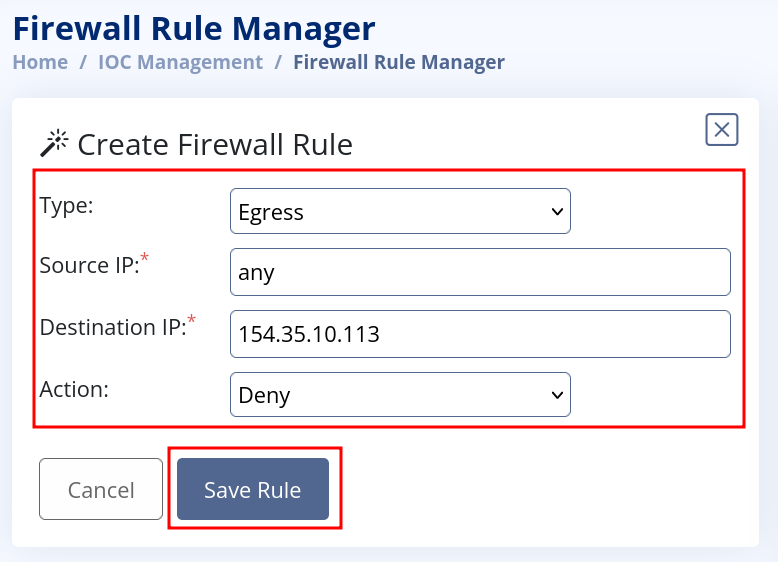 Firewall Rule Manager
Home / IOC Management / Firewall Rule Manager
Create Firewall Rule
Type: Egress
Source IP:* any
Destination IP:* 154.35.10.113
Action: Deny
Cancel Save Rule